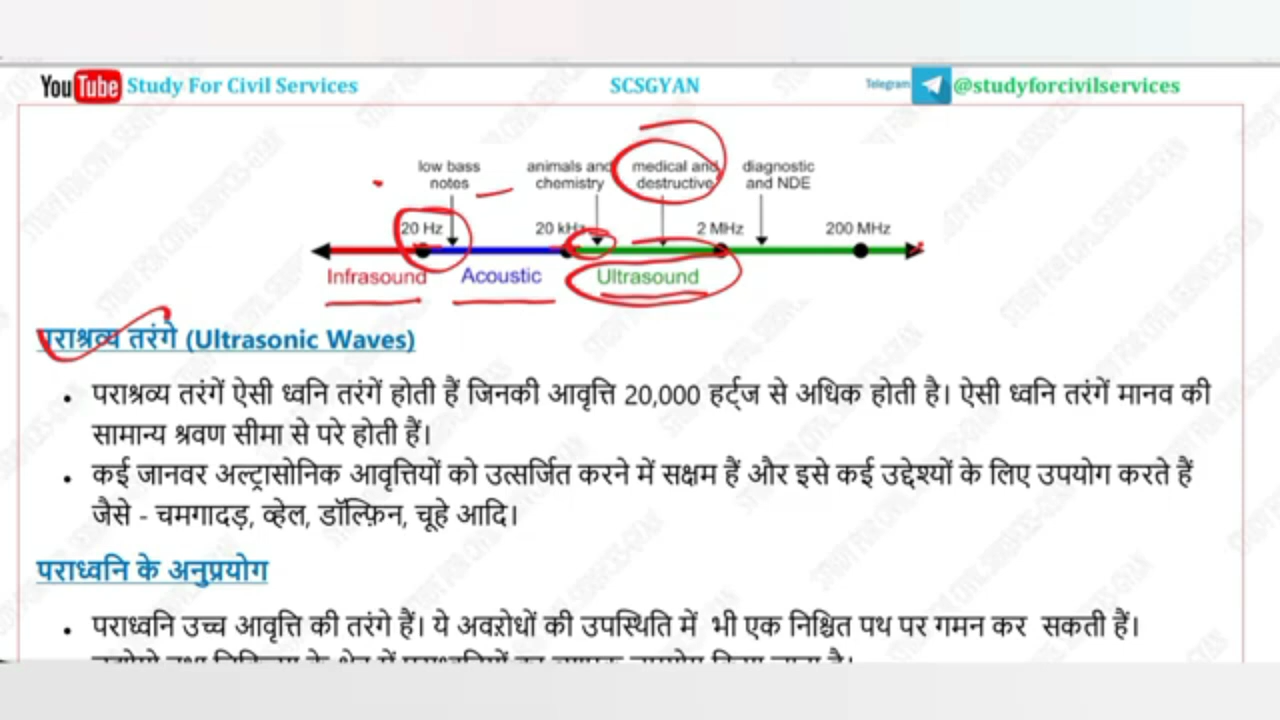 YouTube Study For Civil Services SCSGYAN Telegram @studyforcivilservices
low bass notes
animals and chemistry
medical and destructive
diagnostic and NDE
20 Hz 20 kHz 2 MHz 200 MHz
Infrasound Acoustic Ultrasound
पराश्रव्य तरंगे (Ultrasonic Waves)
• पराश्रव्य तरंगें ऐसी ध्वनि तरंगें होती हैं जिनकी आवृत्ति 20,000 हर्ट्ज से अधिक होती है। ऐसी ध्वनि तरंगें मानव की
सामान्य श्रवण सीमा से परे होती हैं।
• कई जानवर अल्ट्रासोनिक आवृत्तियों को उत्सर्जित करने में सक्षम हैं और इसे कई उद्देश्यों के लिए उपयोग करते हैं
जैसे - चमगादड़, व्हेल, डॉल्फ़िन, चूहे आदि।
पराध्वनि के अनुप्रयोग
• पराध्वनि उच्च आवृत्ति की तरंगे हैं। ये अवऱोधों की उपस्थिति में भी एक निश्चित पथ पर गमन कर सकती हैं।